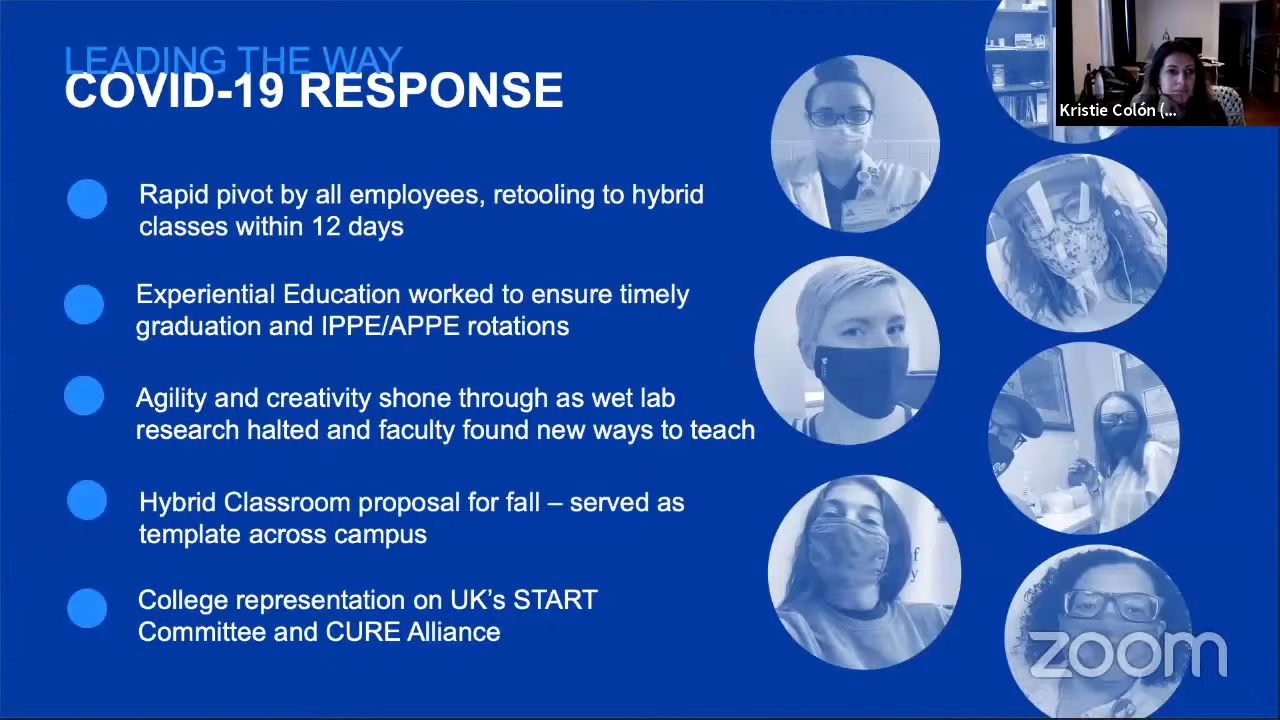 LEADING THE WAY
COVID-19 RESPONSE
Kristie Colón (...
Rapid pivot by all employees, retooling to hybrid
classes within 12 days
Experiential Education worked to ensure timely
graduation and IPPE/APPE rotations
Agility and creativity shone through as wet lab
research halted and faculty found new ways to teach
Hybrid Classroom proposal for fall – served as
template across campus
College representation on UK’s START
Committee and CURE Alliance
zoom